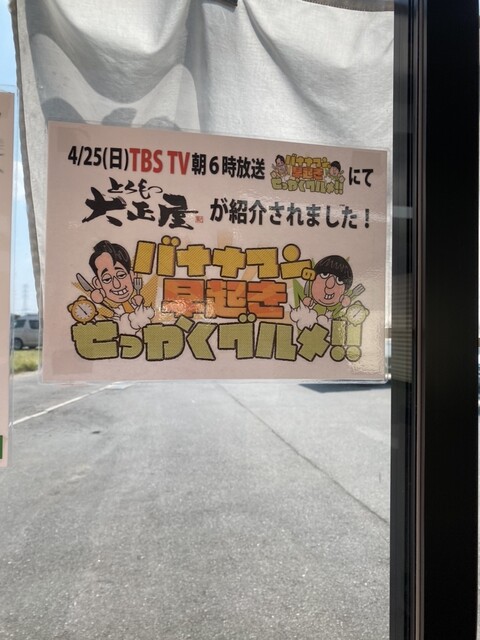 4/25(日)TBS TV朝6時放送 バナナマンの早起きせっかくグルメ!!にて
とんもつ
大正屋が紹介されました!
バナナマンの
早起き
せっかくグルメ!!